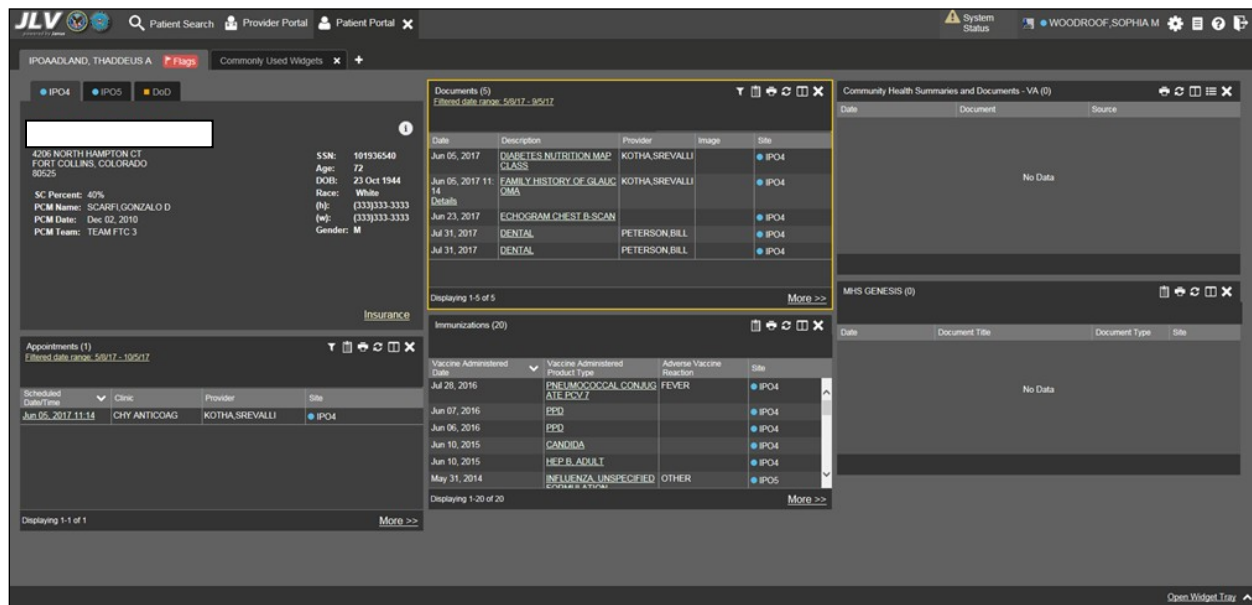 JLV Patient Search Provider Portal Patient Portal System Status WOODROOF,SOPHIA M
powered by Janus
IPOAADLAND, THADDEUS A Flags Commonly Used Widgets
IPO4 IPO5 DoD
4206 NORTH HAMPTON CT
FORT COLLINS, COLORADO
80525
SC Percent: 40%
PCM Name: SCARFI,GONZALO D
PCM Date: Dec 02, 2010
PCM Team: TEAM FTC 3
SSN: 101936540
Age: 72
DOB: 23 Oct 1944
Race: White
(h): (333)333-3333
(w): (333)333-3333
Gender: M
Insurance
Appointments (1)
Filtered date range: 5/8/17 - 10/5/17
Scheduled Date/Time Clinic Provider Site
Jun 05, 2017 11:14 CHY ANTICOAG KOTHA,SREVALLI IPO4
Displaying 1-1 of 1 More >>
Documents (5)
Filtered date range: 5/8/17 - 9/5/17
Date Description Provider Image Site
Jun 05, 2017 DIABETES NUTRITION MAP CLASS KOTHA,SREVALLI IPO4
Jun 05, 2017 11:14 FAMILY HISTORY OF GLAUCOMA KOTHA,SREVALLI IPO4
Details
Jun 23, 2017 ECHOGRAM CHEST B-SCAN IPO4
Jul 31, 2017 DENTAL PETERSON,BILL IPO4
Jul 31, 2017 DENTAL PETERSON,BILL IPO4
Displaying 1-5 of 5 More >>
Immunizations (20)
Vaccine Administered Date Vaccine Administered Product Type Adverse Vaccine Reaction Site
Jul 28, 2016 PNEUMOCOCCAL CONJUGATE PCV 7 FEVER IPO4
Jun 07, 2016 PPD IPO4
Jun 06, 2016 PPD IPO4
Jun 10, 2015 CANDIDA IPO4
Jun 10, 2015 HEP B, ADULT IPO4
May 31, 2014 INFLUENZA, UNSPECIFIED FORMULATION OTHER IPO5
Displaying 1-20 of 20 More >>
Community Health Summaries and Documents - VA (0)
Date Document Source
No Data
MHS GENESIS (0)
Date Document Title Document Type Site
No Data
Open Widget Tray